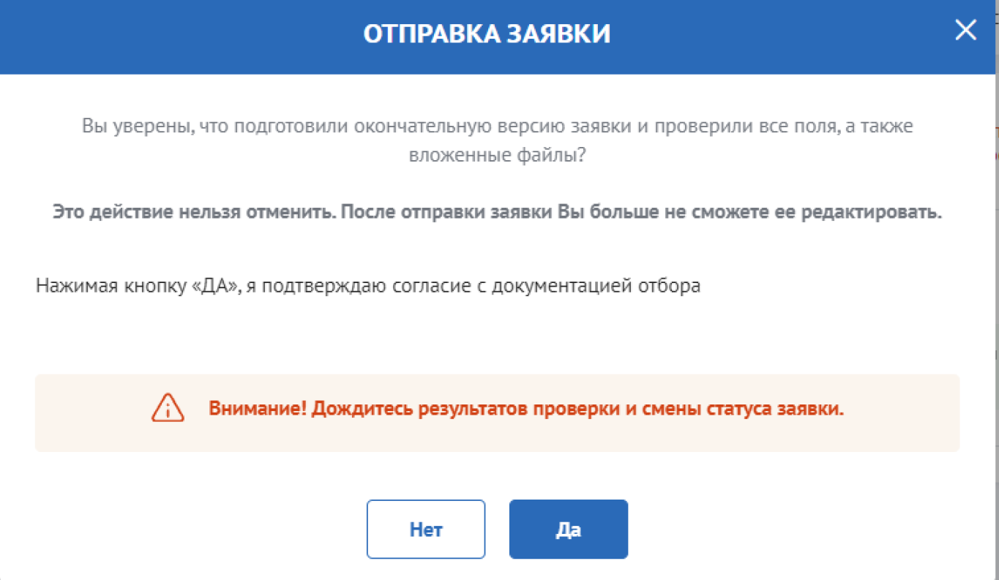 ОТПРАВКА ЗАЯВКИ
Вы уверены, что подготовили окончательную версию заявки и проверили все поля, а также
вложенные файлы?
Это действие нельзя отменить. После отправки заявки Вы больше не сможете ее редактировать.
Нажимая кнопку «ДА», я подтверждаю согласие с документацией отбора
Внимание! Дождитесь результатов проверки и смены статуса заявки.
Нет
Да